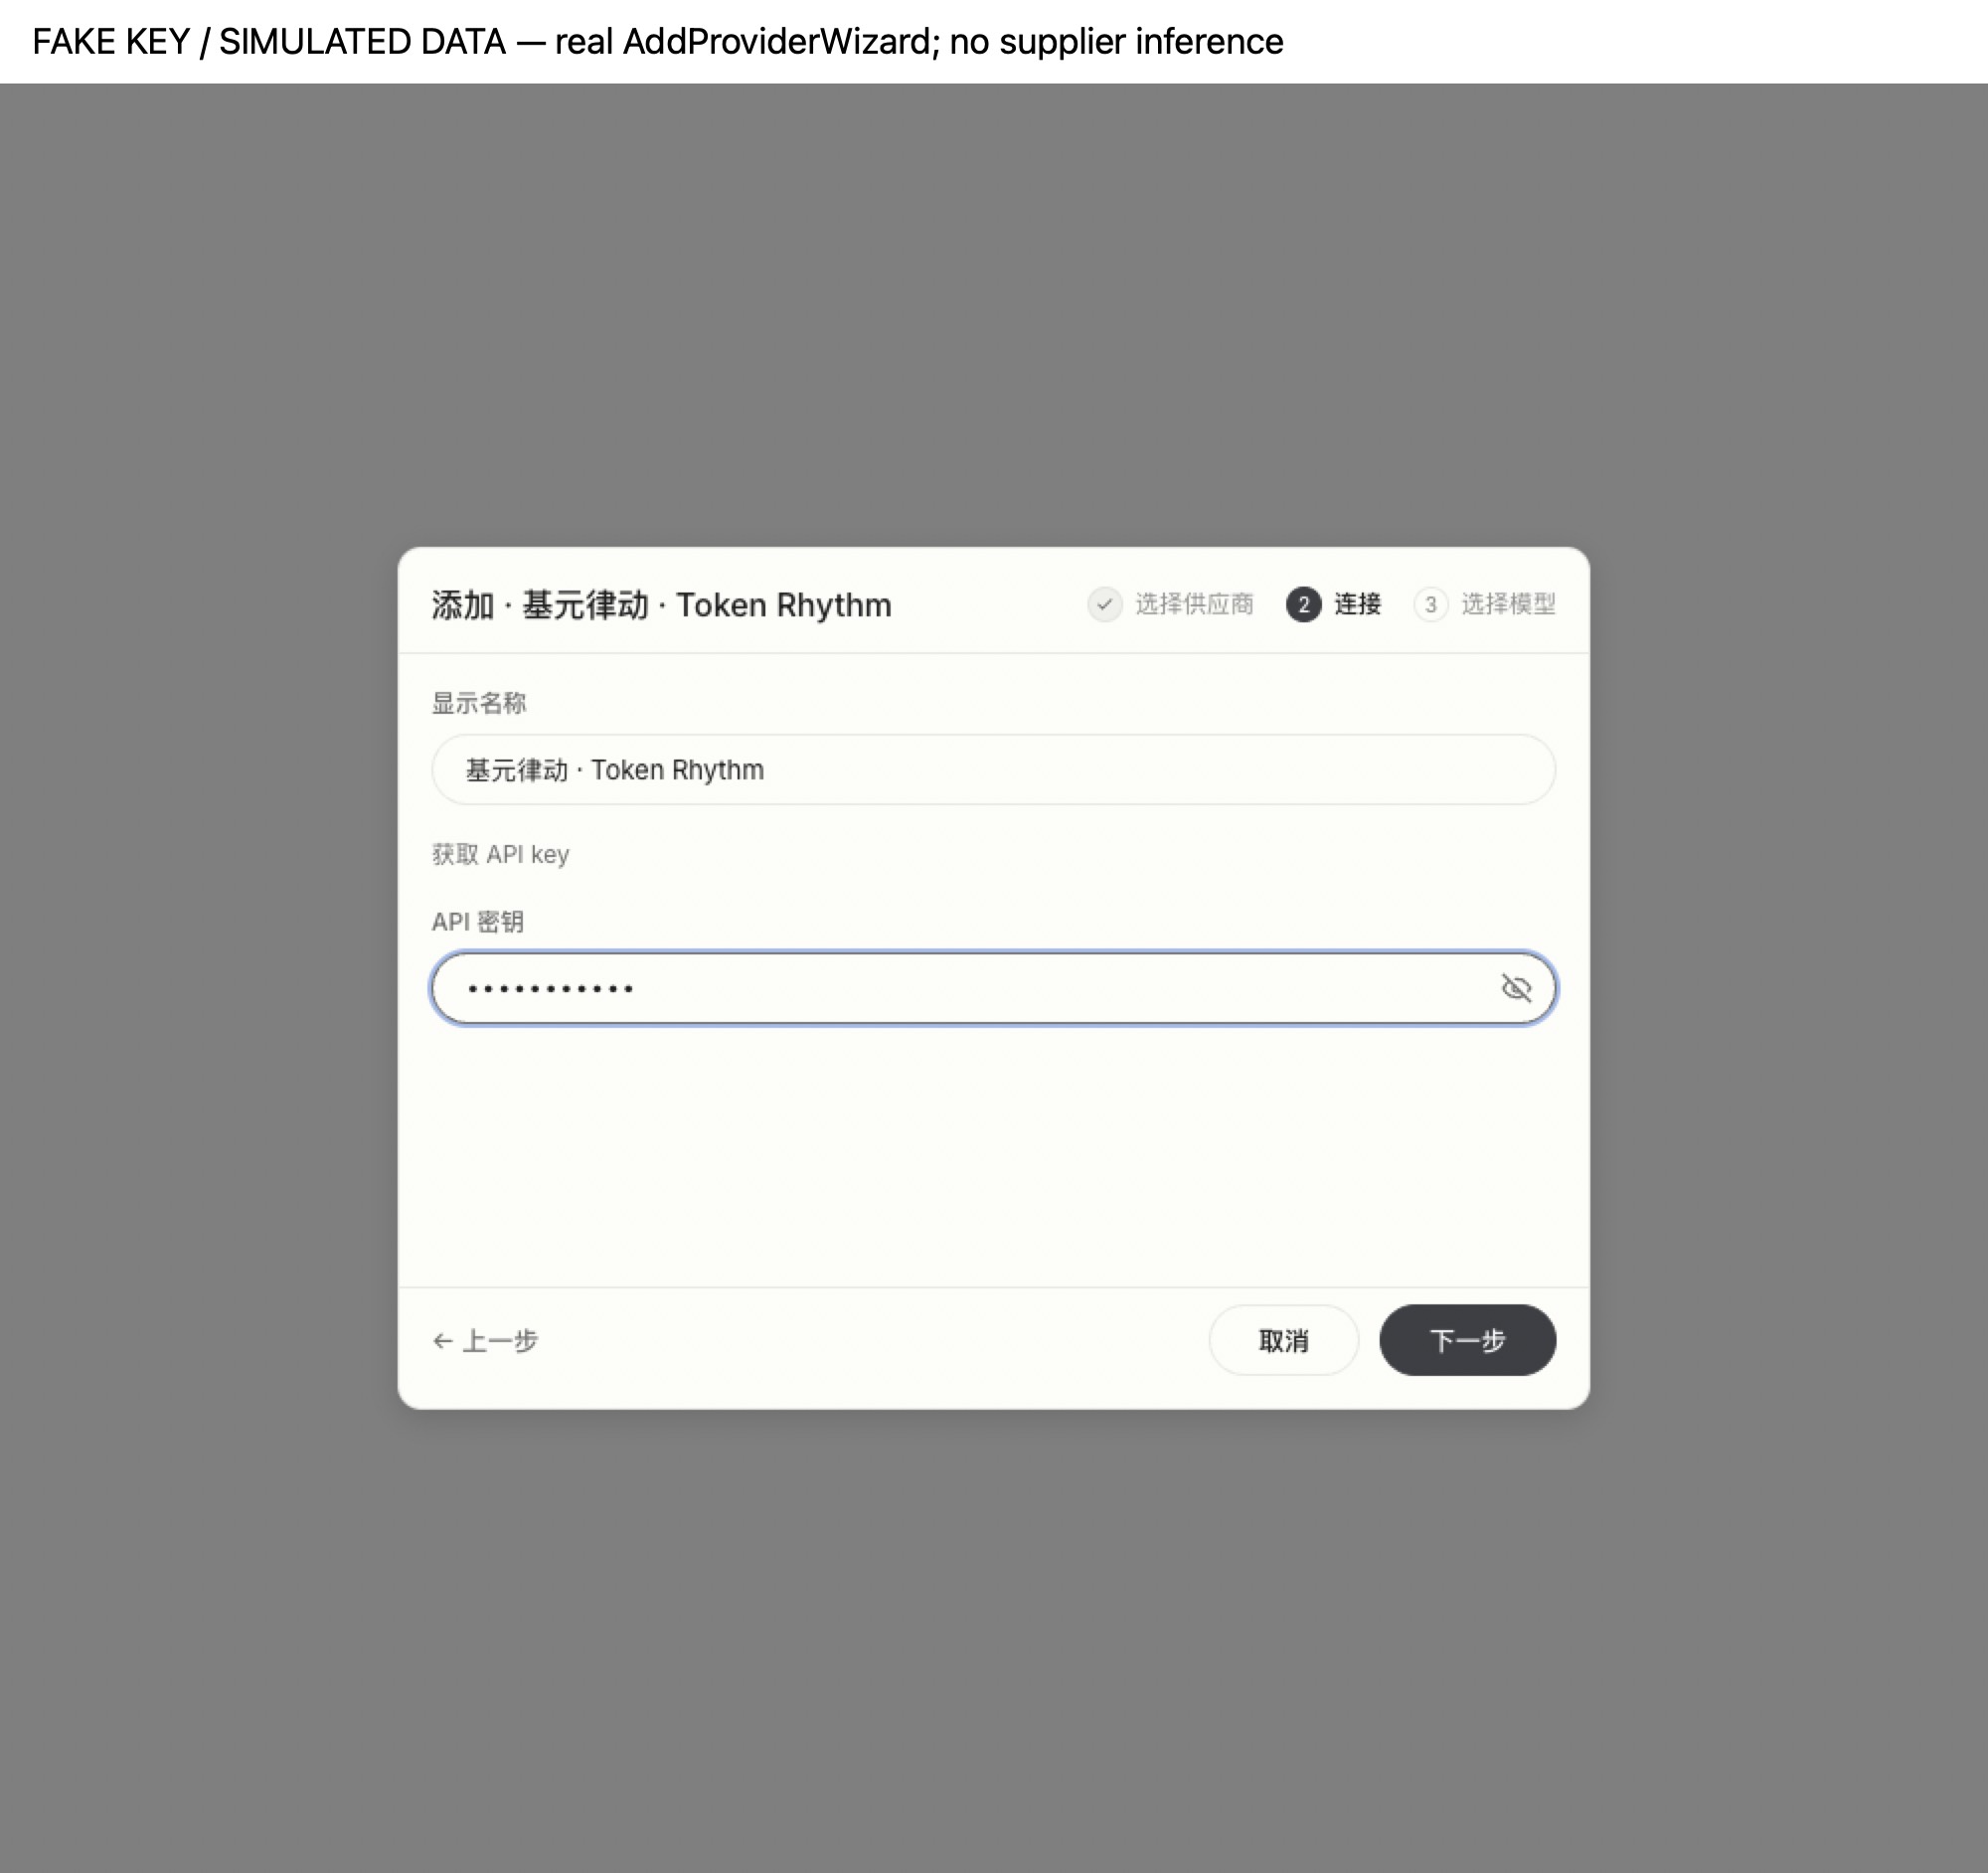 FAKE KEY / SIMULATED DATA — real AddProviderWizard; no supplier inference
添加 · 基元律动 · Token Rhythm
选择供应商 2 连接 3 选择模型
显示名称
基元律动 · Token Rhythm
获取 API key
API 密钥
•••••••••••
← 上一步 取消 下一步